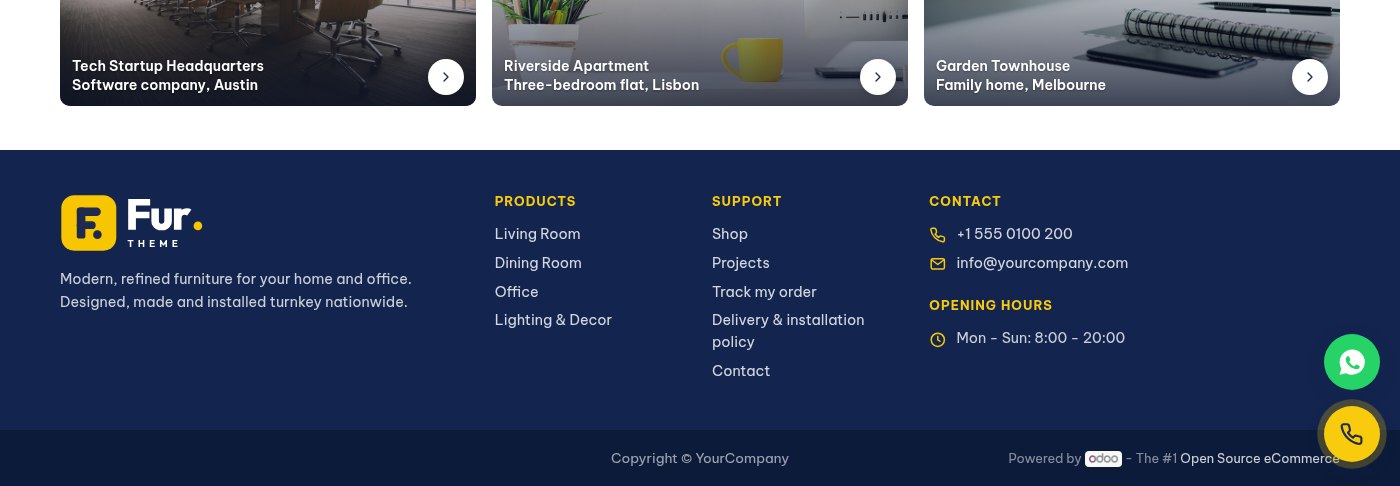 Tech Startup Headquarters
Software company, Austin
Riverside Apartment
Three-bedroom flat, Lisbon
Garden Townhouse
Family home, Melbourne
F.
Fur.
THEME
Modern, refined furniture for your home and office.
Designed, made and installed turnkey nationwide.
PRODUCTS
Living Room
Dining Room
Office
Lighting & Decor
SUPPORT
Shop
Projects
Track my order
Delivery & installation
policy
Contact
CONTACT
+1 555 0100 200
info@yourcompany.com
OPENING HOURS
Mon - Sun: 8:00 - 20:00
Copyright © YourCompany
Powered by odoo - The #1 Open Source eCommerce